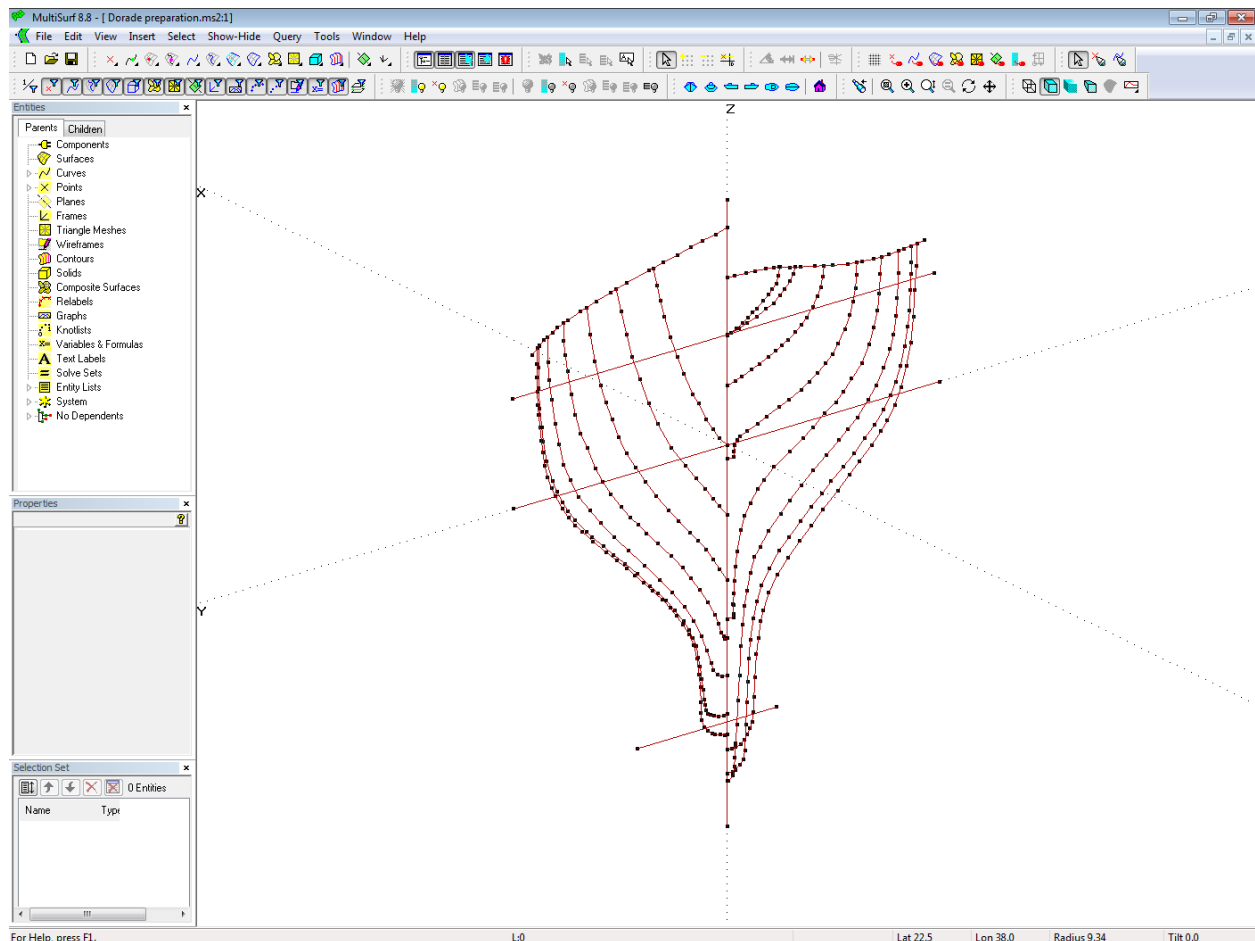 MultiSurf 8.8 - [ Dorade preparation.ms2:1]
File Edit View Insert Select Show-Hide Query Tools Window Help
Entities
Parents Children
Components
Surfaces
Curves
Points
Planes
Frames
Triangle Meshes
Wireframes
Contours
Solids
Composite Surfaces
Relabels
Graphs
Knotlists
Variables & Formulas
Text Labels
Solve Sets
Entity Lists
System
No Dependents
Properties
Selection Set
0 Entities
Name Type
Z
X
Y
For Help, press F1. L:0 Lat 22.5 Lon 38.0 Radius 9.34 Tilt 0.0